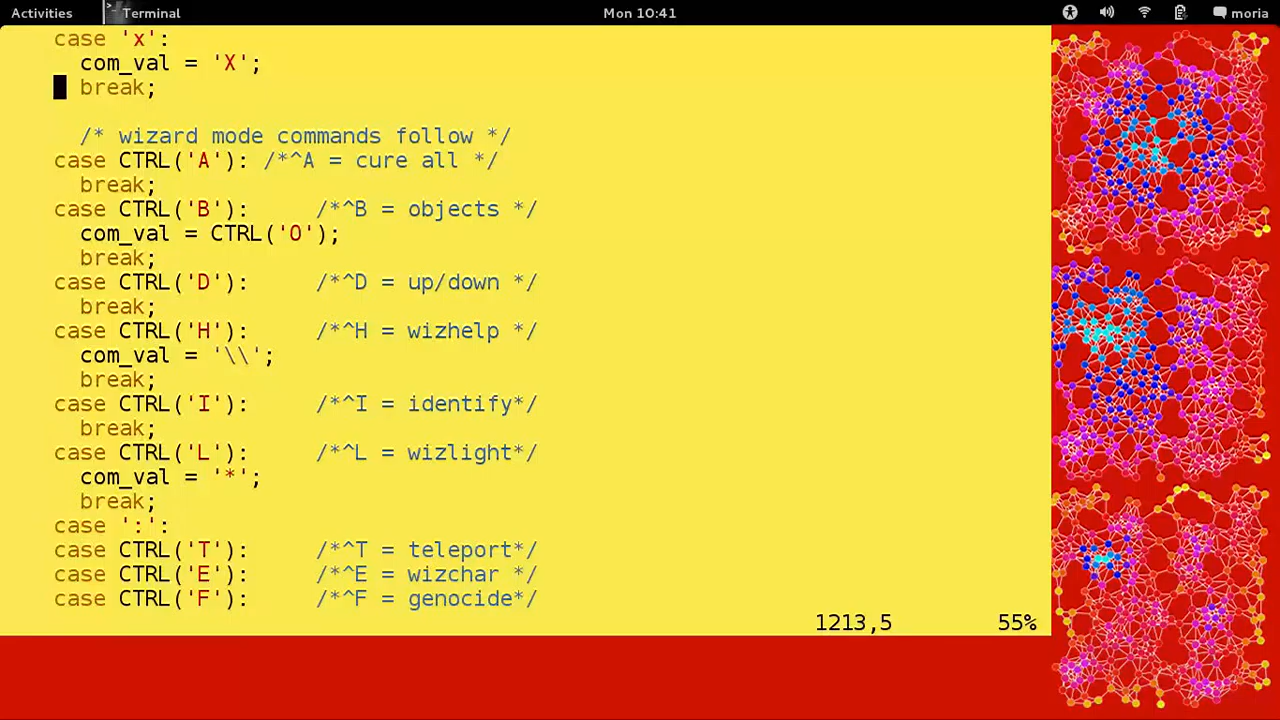 Activities Terminal Mon 10:41 moria
case 'x':
com_val = 'X';
break;
/* wizard mode commands follow */
case CTRL('A'): /*^A = cure all */
break;
case CTRL('B'): /*^B = objects */
com_val = CTRL('O');
break;
case CTRL('D'): /*^D = up/down */
break;
case CTRL('H'): /*^H = wizhelp */
com_val = '\\';
break;
case CTRL('I'): /*^I = identify*/
break;
case CTRL('L'): /*^L = wizlight*/
com_val = '*';
break;
case ':':
case CTRL('T'): /*^T = teleport*/
case CTRL('E'): /*^E = wizchar */
case CTRL('F'): /*^F = genocide*/
1213,5 55%